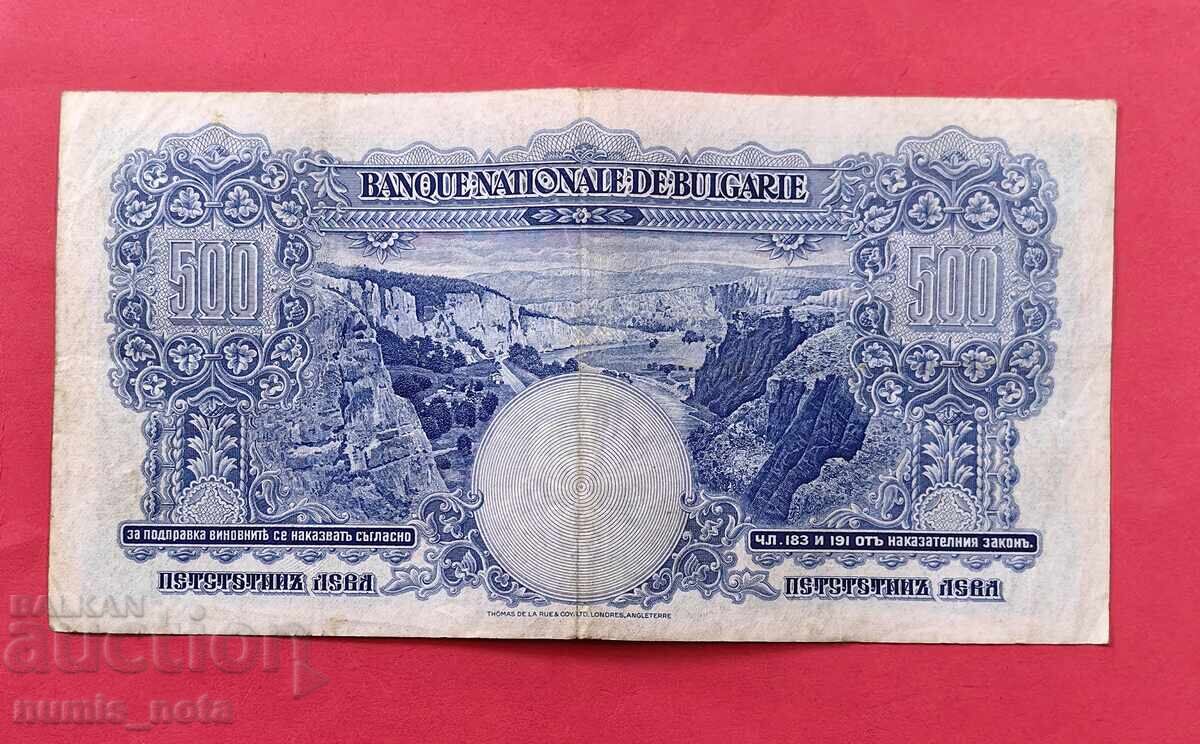 BANQUE·NATIONALE·DE·BULGARIE
500 500
ЗА ПОДПРАВКА ВИНОВНИТѢ СЕ НАКАЗВАТЪ СЪГЛАСНО
ЧЛ. 183 И 191 ОТЪ НАКАЗАТЕЛНИЯ ЗАКОНЪ.
ПЕТСТОТИНЪ ЛЕВА ПЕТСТОТИНЪ ЛЕВА
THOMAS DE LA RUE & COY. LTD. LONDRES, ANGLETERRE
BALKAN
auction
numis_nota